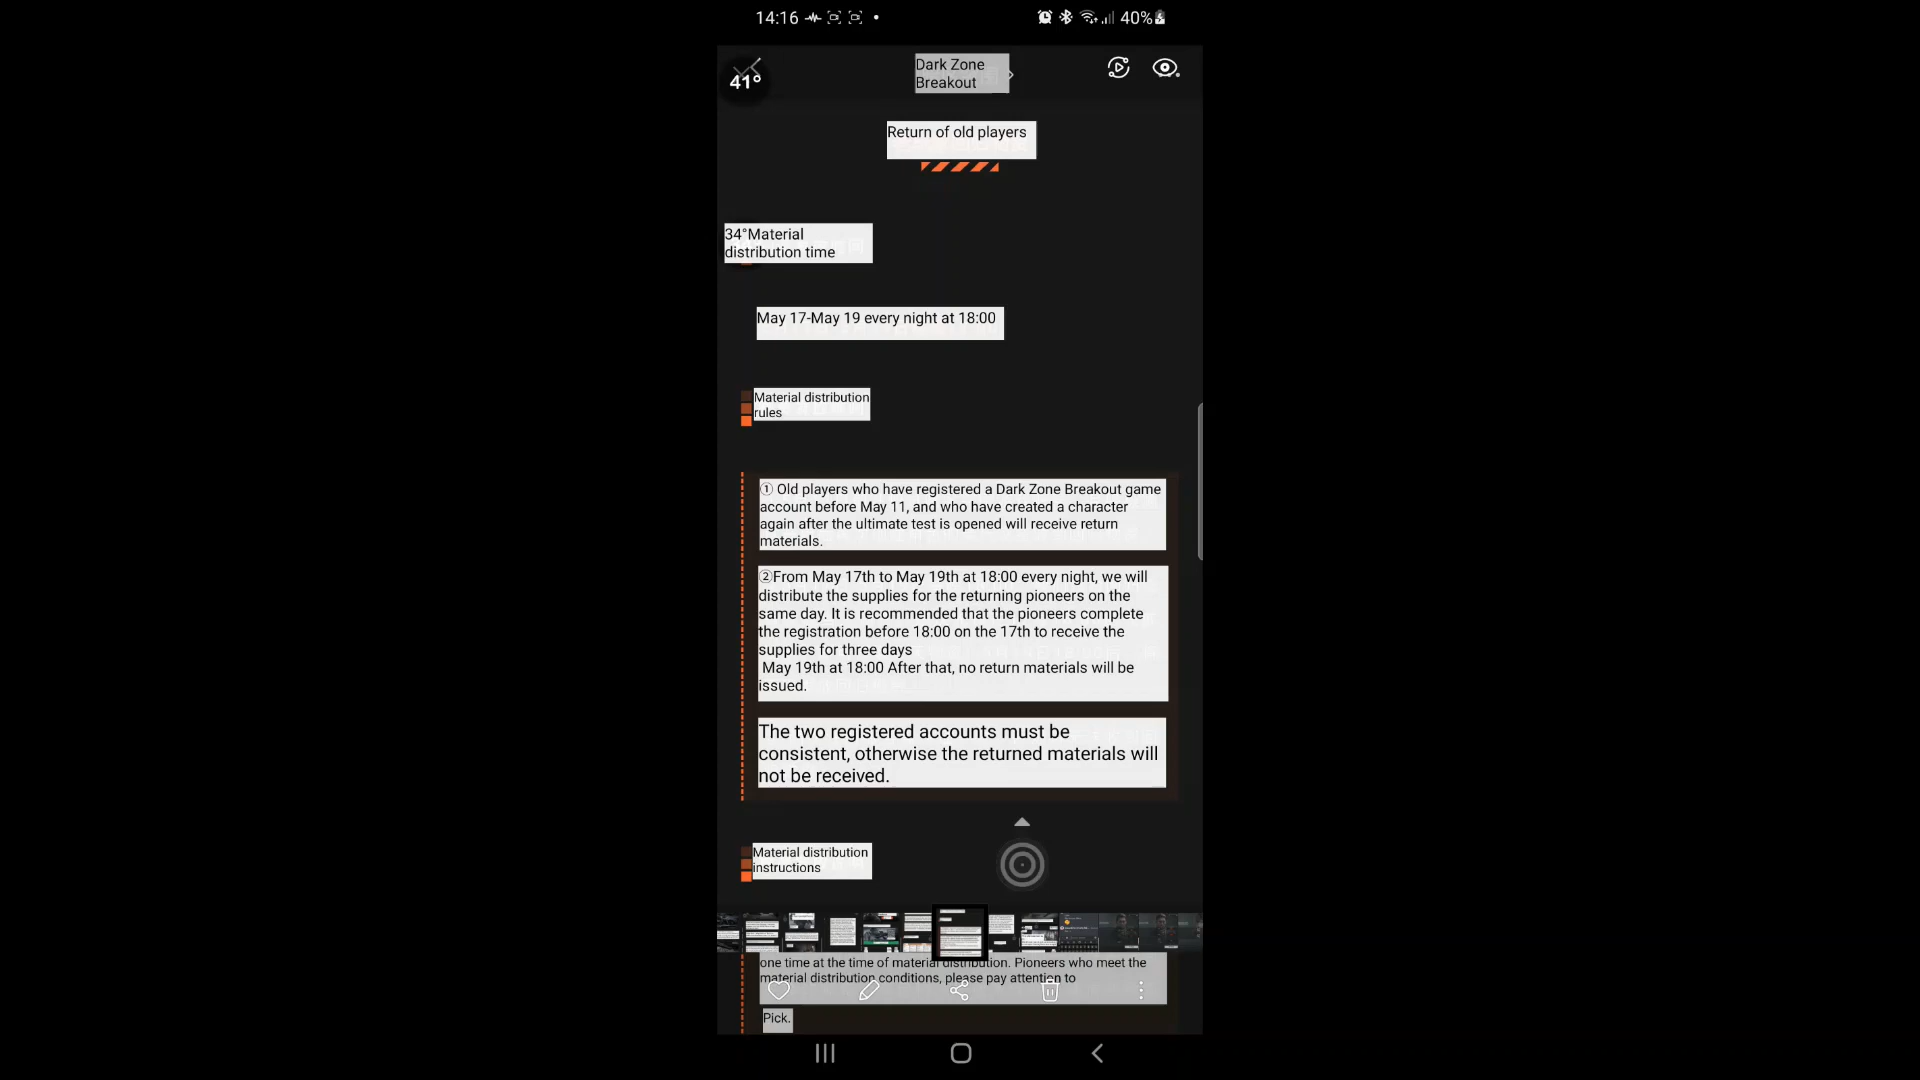 14:16
40%
41°
Dark Zone
Breakout
Return of old players
34°Material
distribution time
May 17-May 19 every night at 18:00
Material distribution
rules
① Old players who have registered a Dark Zone Breakout game
account before May 11, and who have created a character
again after the ultimate test is opened will receive return
materials.
②From May 17th to May 19th at 18:00 every night, we will
distribute the supplies for the returning pioneers on the
same day. It is recommended that the pioneers complete
the registration before 18:00 on the 17th to receive the
supplies for three days
May 19th at 18:00 After that, no return materials will be
issued.
The two registered accounts must be
consistent, otherwise the returned materials will
not be received.
Material distribution
instructions
one time at the time of material distribution. Pioneers who meet the
material distribution conditions, please pay attention to
Pick.